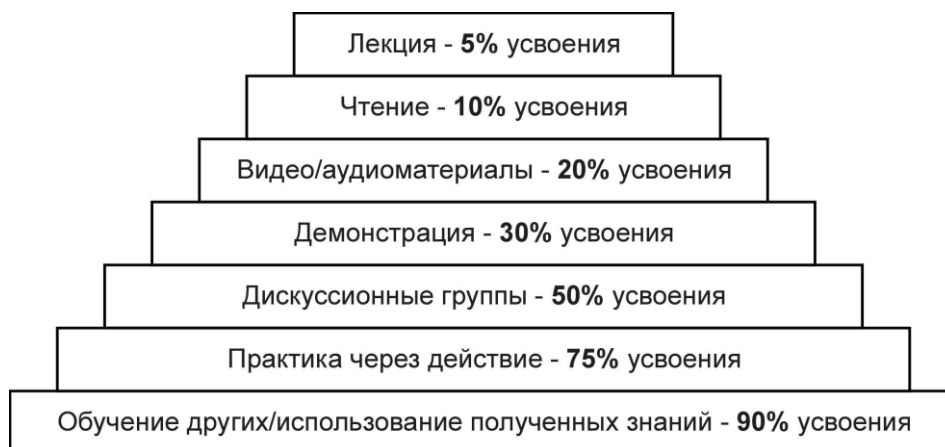 Лекция - 5% усвоения
Чтение - 10% усвоения
Видео/аудиоматериалы - 20% усвоения
Демонстрация - 30% усвоения
Дискуссионные группы - 50% усвоения
Практика через действие - 75% усвоения
Обучение других/использование полученных знаний - 90% усвоения